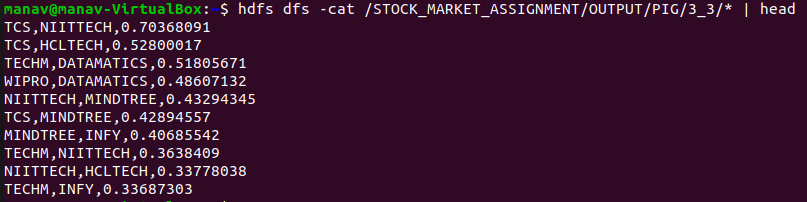 manav@manav-VirtualBox:~$ hdfs dfs -cat /STOCK_MARKET_ASSIGNMENT/OUTPUT/PIG/3_3/* | head
TCS,NIITTECH,0.70368091
TCS,HCLTECH,0.52800017
TECHM,DATAMATICS,0.51805671
WIPRO,DATAMATICS,0.48607132
NIITTECH,MINDTREE,0.43294345
TCS,MINDTREE,0.42894557
MINDTREE,INFY,0.40685542
TECHM,NIITTECH,0.3638409
NIITTECH,HCLTECH,0.33778038
TECHM,INFY,0.33687303